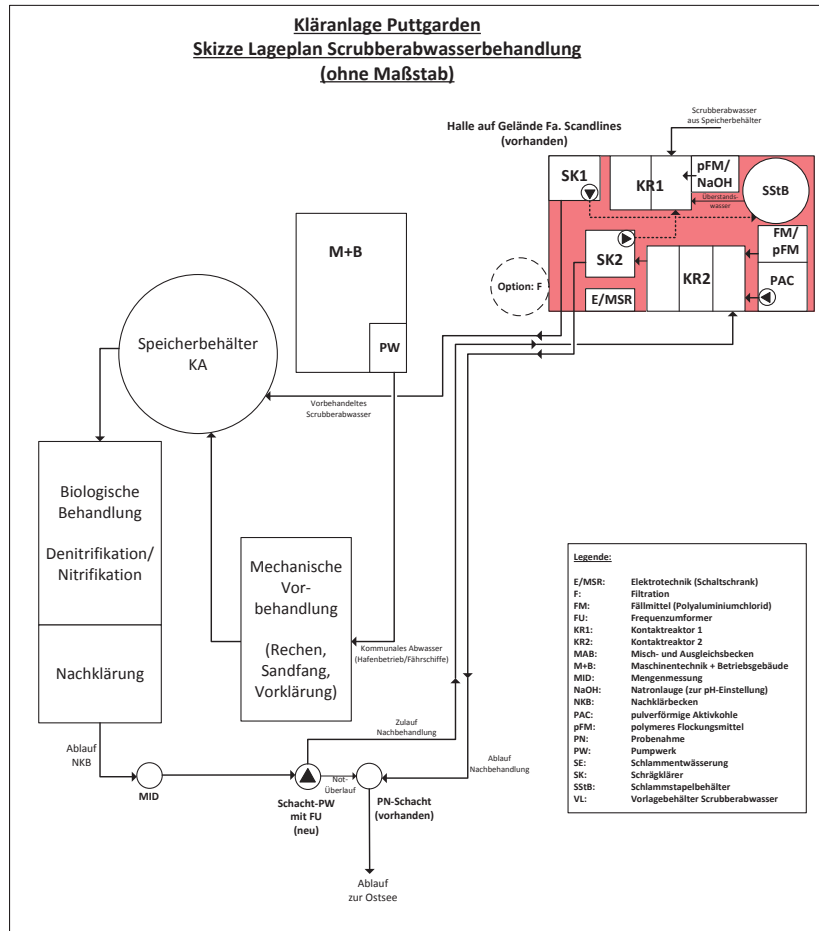 Kläranlage Puttgarden
Skizze Lageplan Scrubberabwasserbehandlung
(ohne Maßstab)
Scrubberabwasser
aus Speicherbehälter
Halle auf Gelände Fa. Scandlines
(vorhanden)
SK1
KR1
pFM/
NaOH
SStB
Überstands-
wasser
M+B
PW
SK2
KR2
FM/
pFM
PAC
Option: F
E/MSR
Speicherbehälter
KA
Vorbehandeltes
Scrubberabwasser
Biologische
Behandlung
Denitrifikation/
Nitrifikation
Nachklärung
Mechanische
Vor-
behandlung
(Rechen,
Sandfang,
Vorklärung)
Kommunales Abwasser
(Hafenbetrieb/Fährschiffe)
Zulauf
Nachbehandlung
Ablauf
NKB
Ablauf
Nachbehandlung
MID
Schacht-PW
mit FU
(neu)
Not-
Überlauf
PN-Schacht
(vorhanden)
Ablauf
zur Ostsee
Legende:
E/MSR: Elektrotechnik (Schaltschrank)
F: Filtration
FM: Fällmittel (Polyaluminiumchlorid)
FU: Frequenzumformer
KR1: Kontaktreaktor 1
KR2: Kontaktreaktor 2
MAB: Misch- und Ausgleichsbecken
M+B: Maschinentechnik + Betriebsgebäude
MID: Mengenmessung
NaOH: Natronlauge (zur pH-Einstellung)
NKB: Nachklärbecken
PAC: pulverförmige Aktivkohle
pFM: polymeres Flockungsmittel
PN: Probenahme
PW: Pumpwerk
SE: Schlammentwässerung
SK: Schrägklärer
SStB: Schlammstapelbehälter
VL: Vorlagebehälter Scrubberabwasser